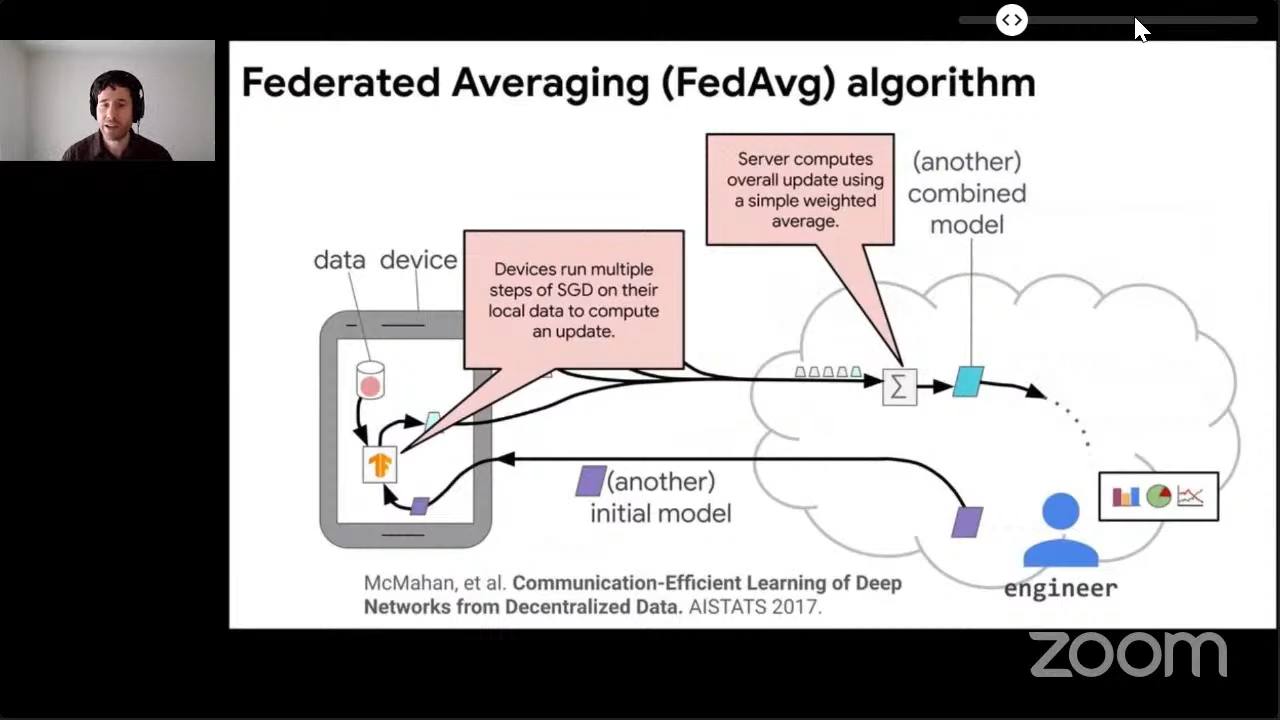 Federated Averaging (FedAvg) algorithm
Server computes
overall update using
a simple weighted
average.
(another)
combined
model
data device
Devices run multiple
steps of SGD on their
local data to compute
an update.
Σ
(another)
initial model
engineer
McMahan, et al. Communication-Efficient Learning of Deep
Networks from Decentralized Data. AISTATS 2017.
zoom